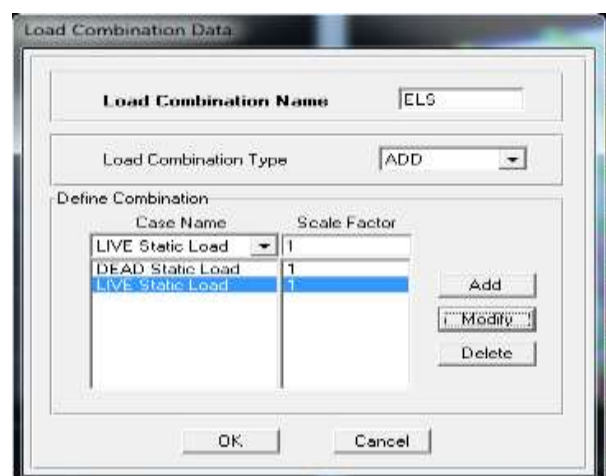 Load Combination Data
Load Combination Name ELS
Load Combination Type ADD
Define Combination
Case Name Scale Factor
LIVE Static Load 1
DEAD Static Load 1
LIVE Static Load 1
Add
Modify
Delete
OK Cancel